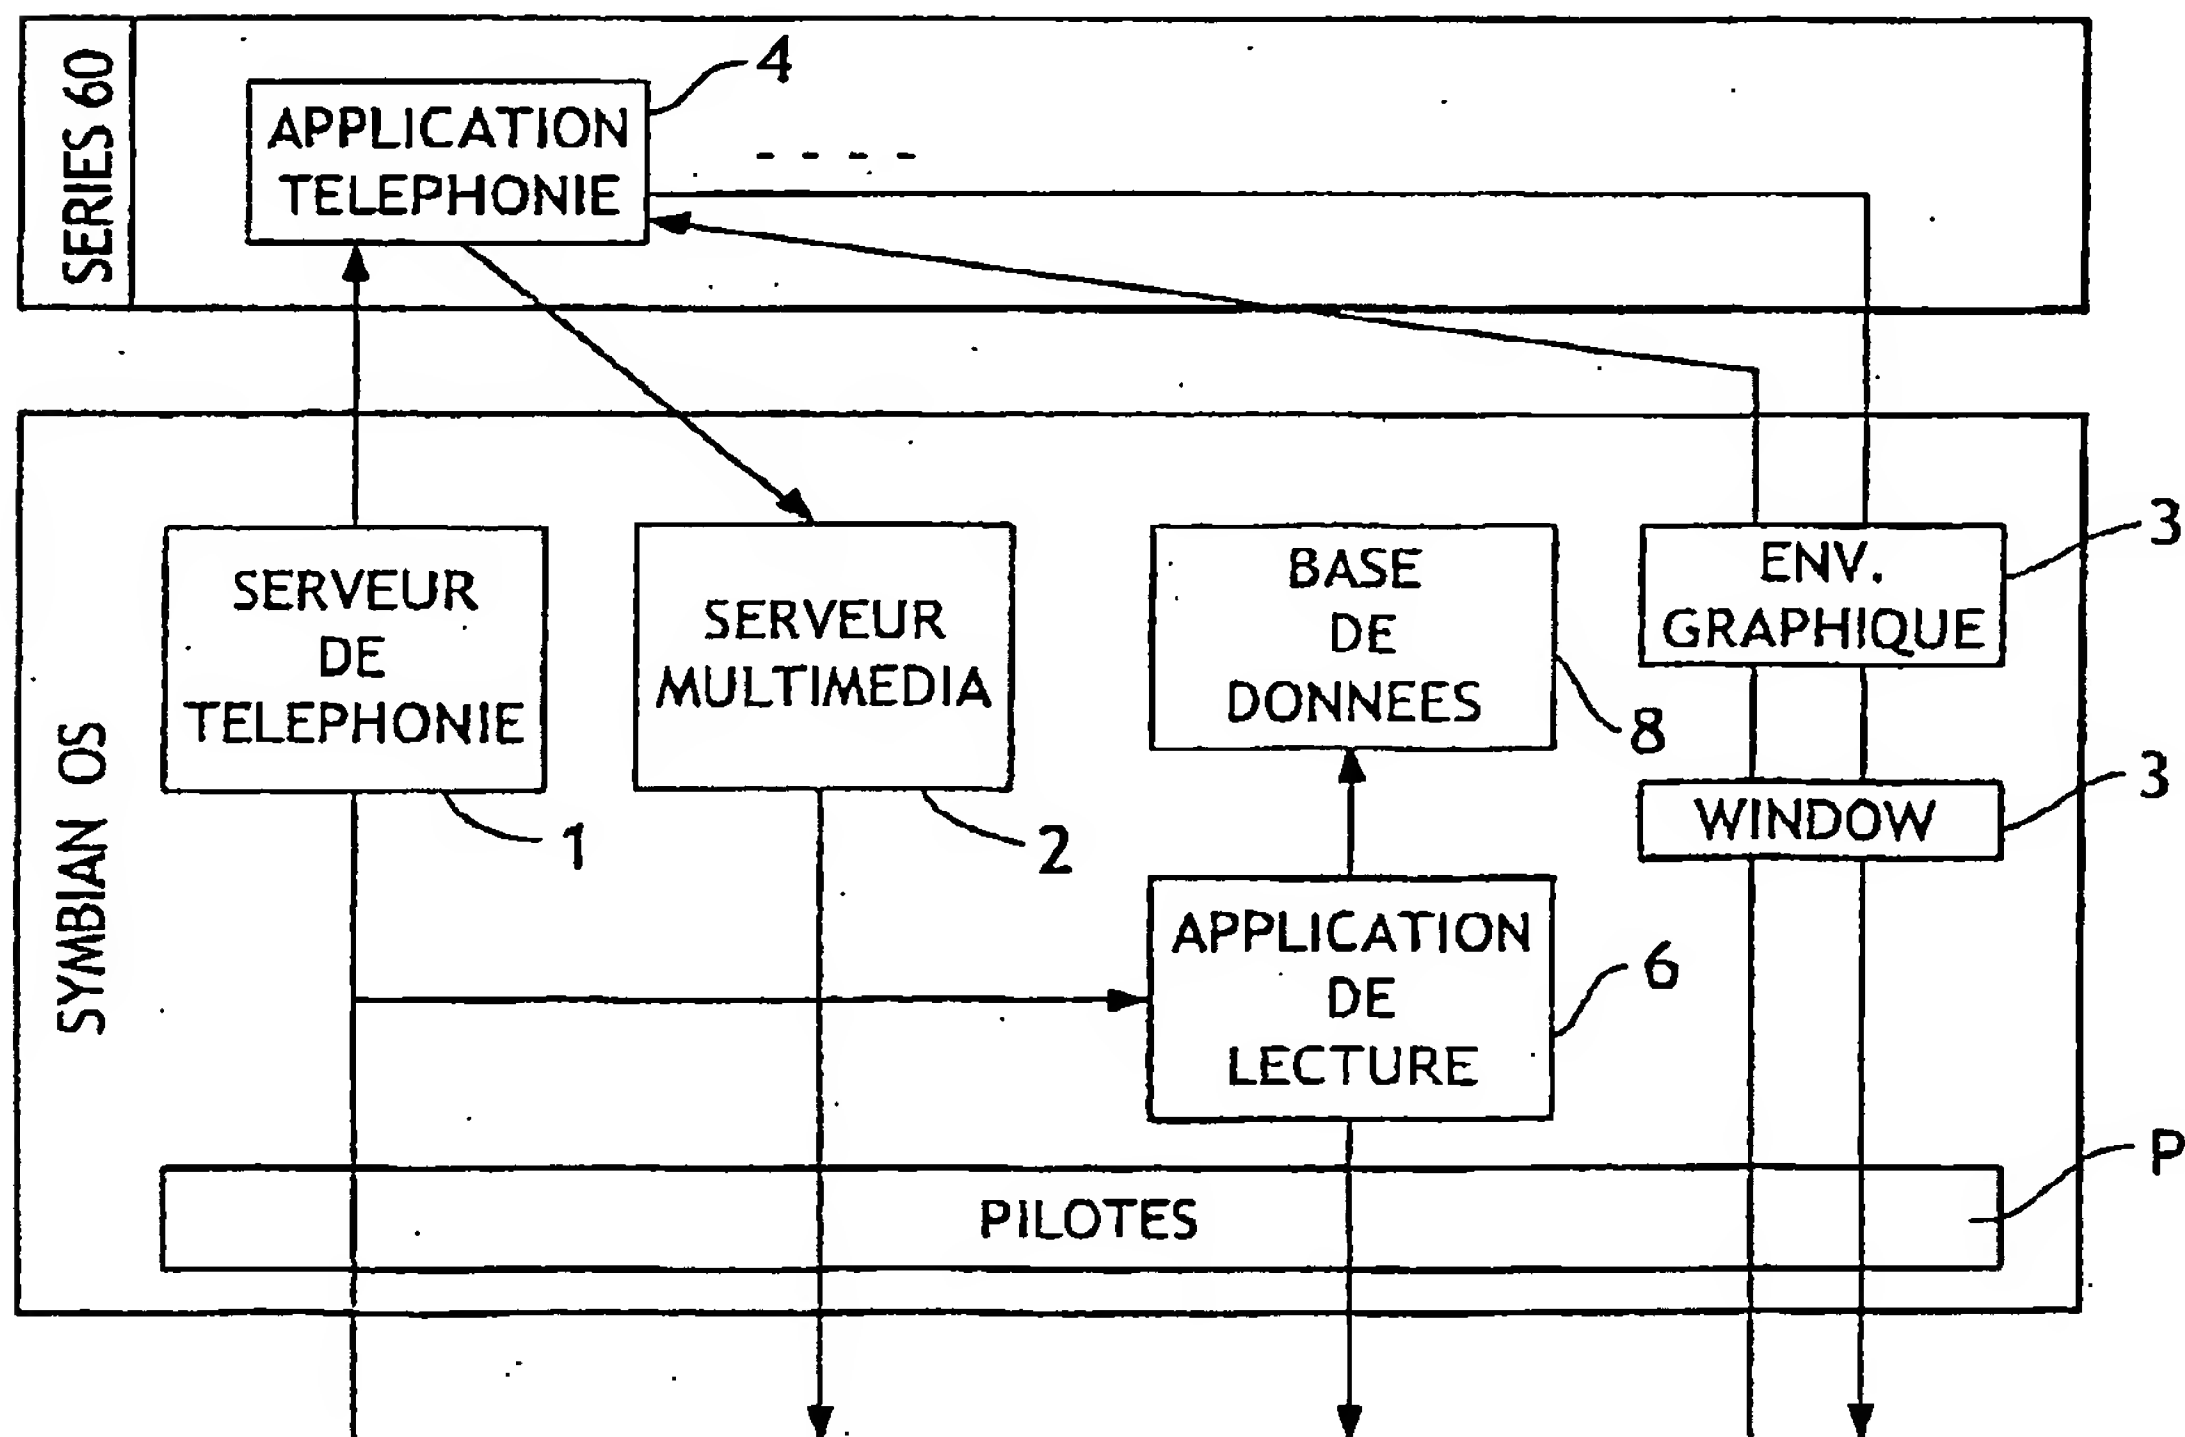 SERIES 60
4
APPLICATION
TELEPHONIE
SYMBIAN OS
SERVEUR
DE
TELEPHONIE
1
SERVEUR
MULTIMEDIA
2
BASE
DE
DONNEES
8
ENV.
GRAPHIQUE
3
WINDOW
3
APPLICATION
DE
LECTURE
6
PILOTES
P